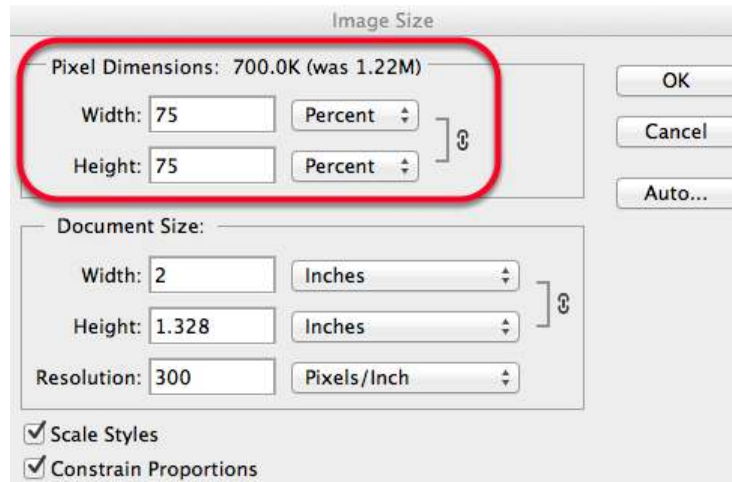 Image Size
Pixel Dimensions: 700.0K (was 1.22M)
Width: 75 Percent
Height: 75 Percent
OK
Cancel
Auto...
Document Size:
Width: 2 Inches
Height: 1.328 Inches
Resolution: 300 Pixels/Inch
Scale Styles
Constrain Proportions